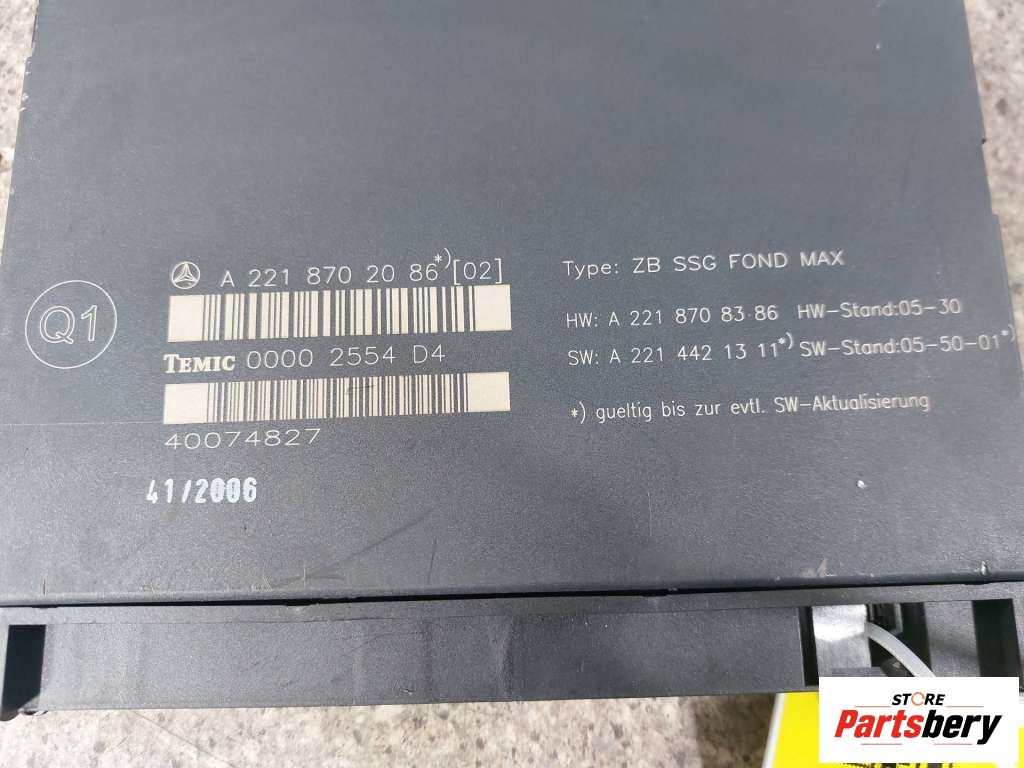 Q1
A 221 870 20 86*)[02]
TEMIC 0000 2554 D4
40074827
41/2006
Type: ZB SSG FOND MAX
HW: A 221 870 83 86 HW-Stand:05-30
SW: A 221 442 13 11*) SW-Stand:05-50-01*)
*) gueltig bis zur evtl. SW-Aktualisierung
STORE
Partsbery